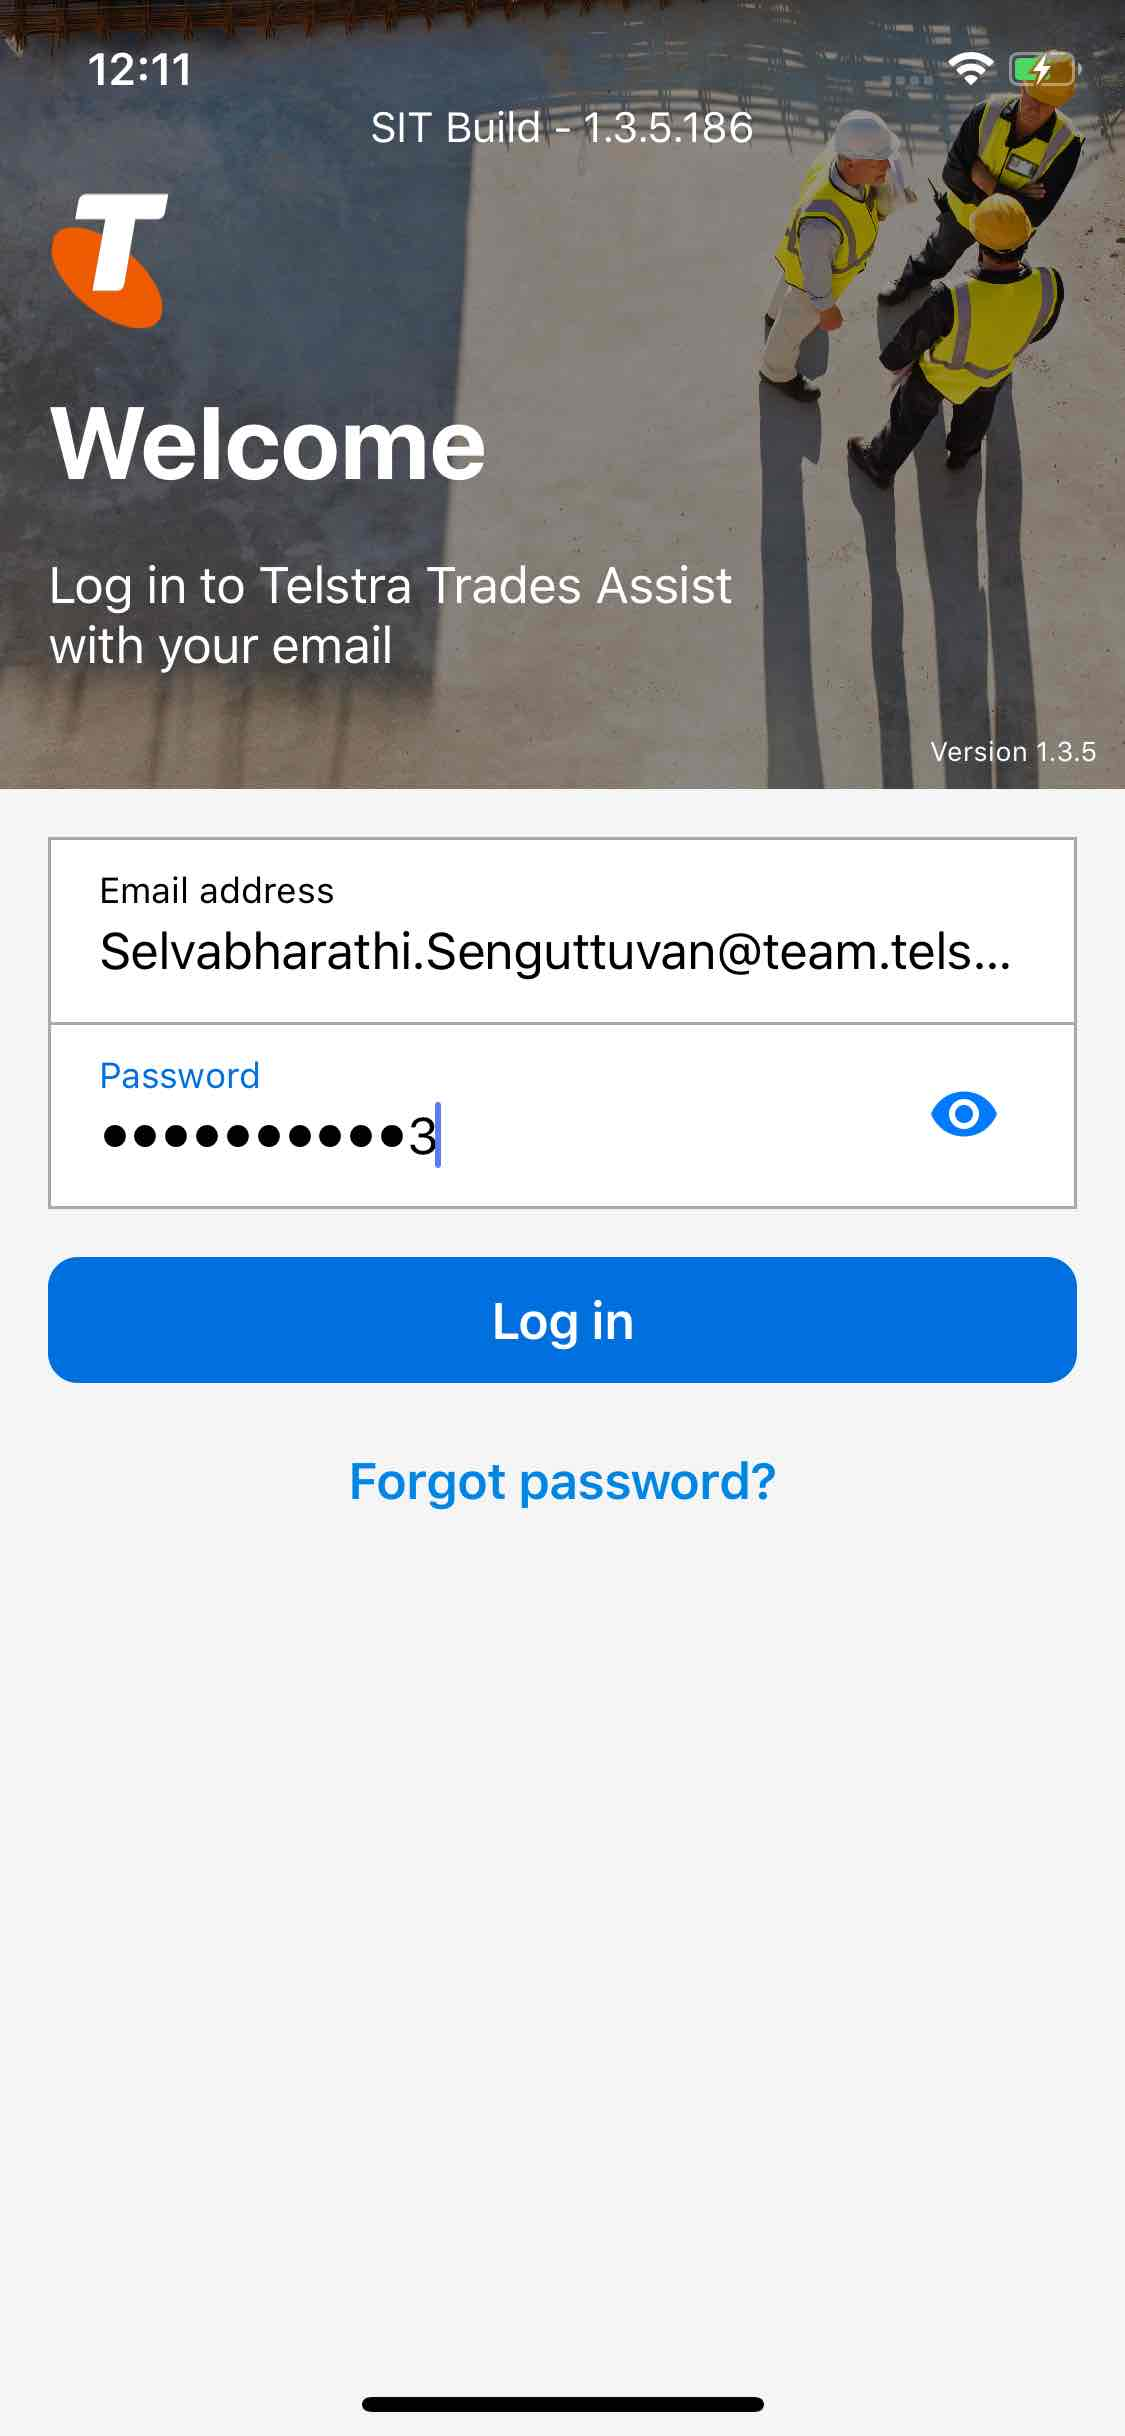 12:11
SIT Build - 1.3.5.186
T
Welcome
Log in to Telstra Trades Assist
with your email
Version 1.3.5
Email address
Selvabharathi.Senguttuvan@team.tels...
Password
••••••••••3
Log in
Forgot password?